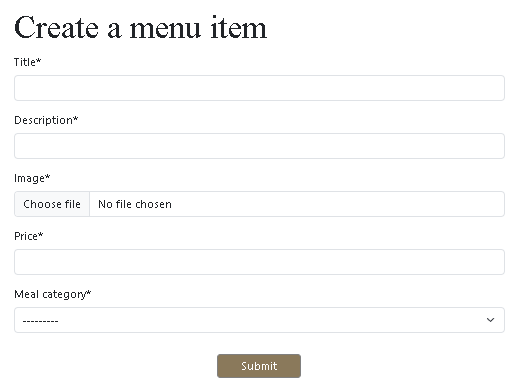 Create a menu item
Title*
Description*
Image*
Choose file No file chosen
Price*
Meal category*
---------
Submit